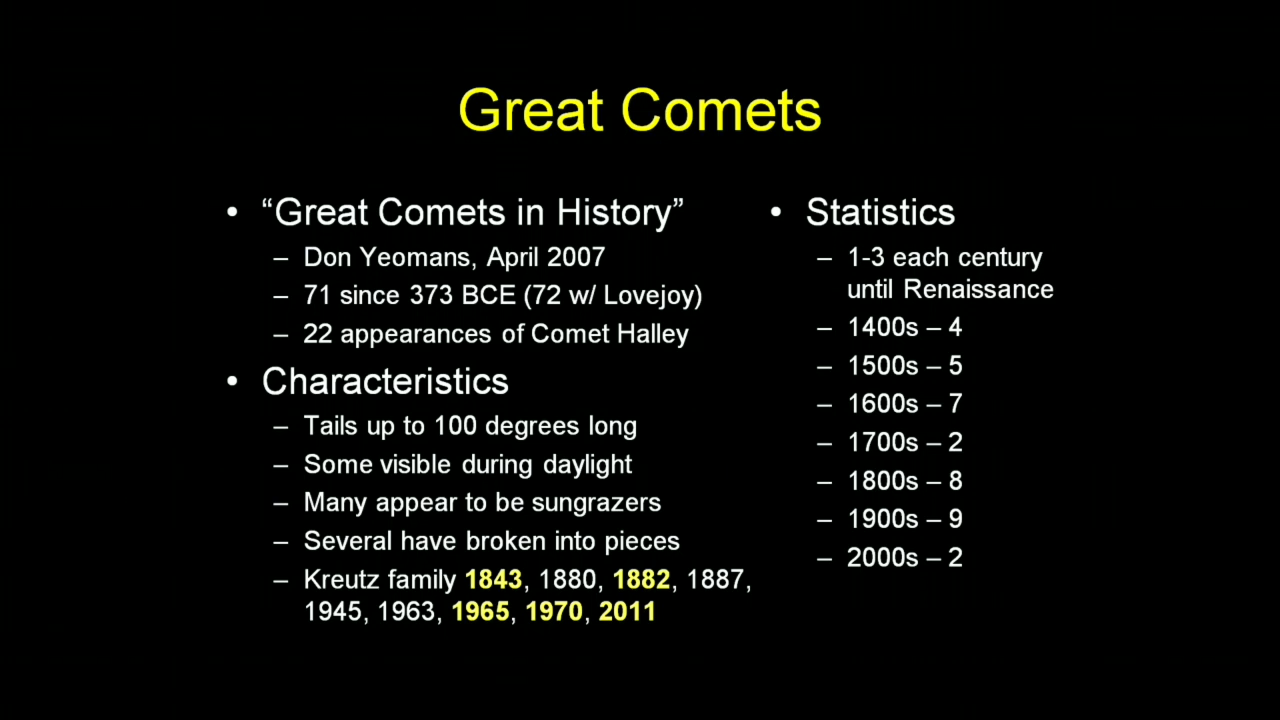 Great Comets
• “Great Comets in History”
– Don Yeomans, April 2007
– 71 since 373 BCE (72 w/ Lovejoy)
– 22 appearances of Comet Halley
• Characteristics
– Tails up to 100 degrees long
– Some visible during daylight
– Many appear to be sungrazers
– Several have broken into pieces
– Kreutz family 1843, 1880, 1882, 1887,
1945, 1963, 1965, 1970, 2011
• Statistics
– 1-3 each century
until Renaissance
– 1400s – 4
– 1500s – 5
– 1600s – 7
– 1700s – 2
– 1800s – 8
– 1900s – 9
– 2000s – 2